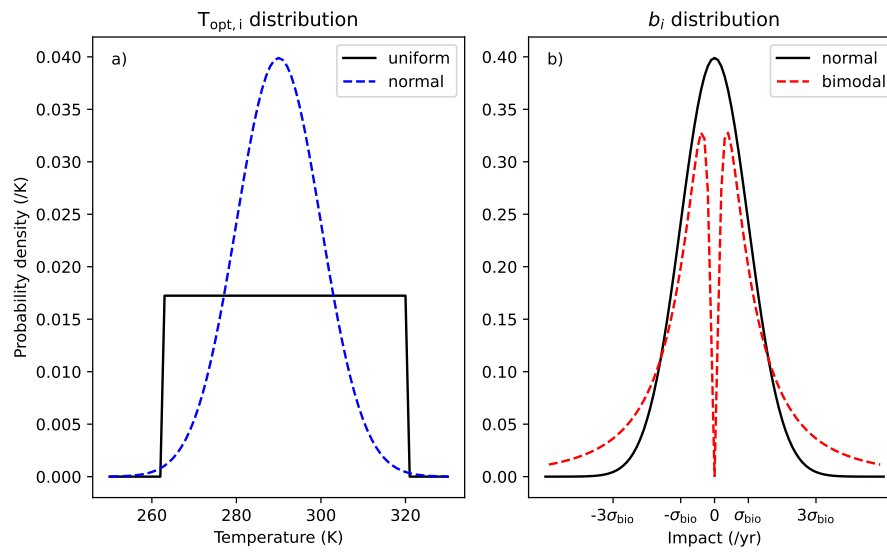 T_opt, i distribution
a)
uniform
normal
0.040
0.035
0.030
0.025
0.020
0.015
0.010
0.005
0.000
Probability density (/K)
260 280 300 320
Temperature (K)
b_i distribution
b)
normal
bimodal
0.40
0.35
0.30
0.25
0.20
0.15
0.10
0.05
0.00
-3σ_bio -σ_bio 0 σ_bio 3σ_bio
Impact (/yr)